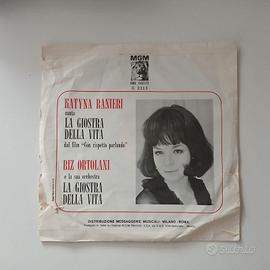 MGM
KATYNA RANIERI
canta
LA GIOSTRA
DELLA VITA
dal film "Con rispetto parlando"
RIZ ORTOLANI
e la sua orchestra
LA GIOSTRA
DELLA VITA
DISTRIBUZIONE MESSAGGERIE MUSICALI - MILANO - ROMA
subito